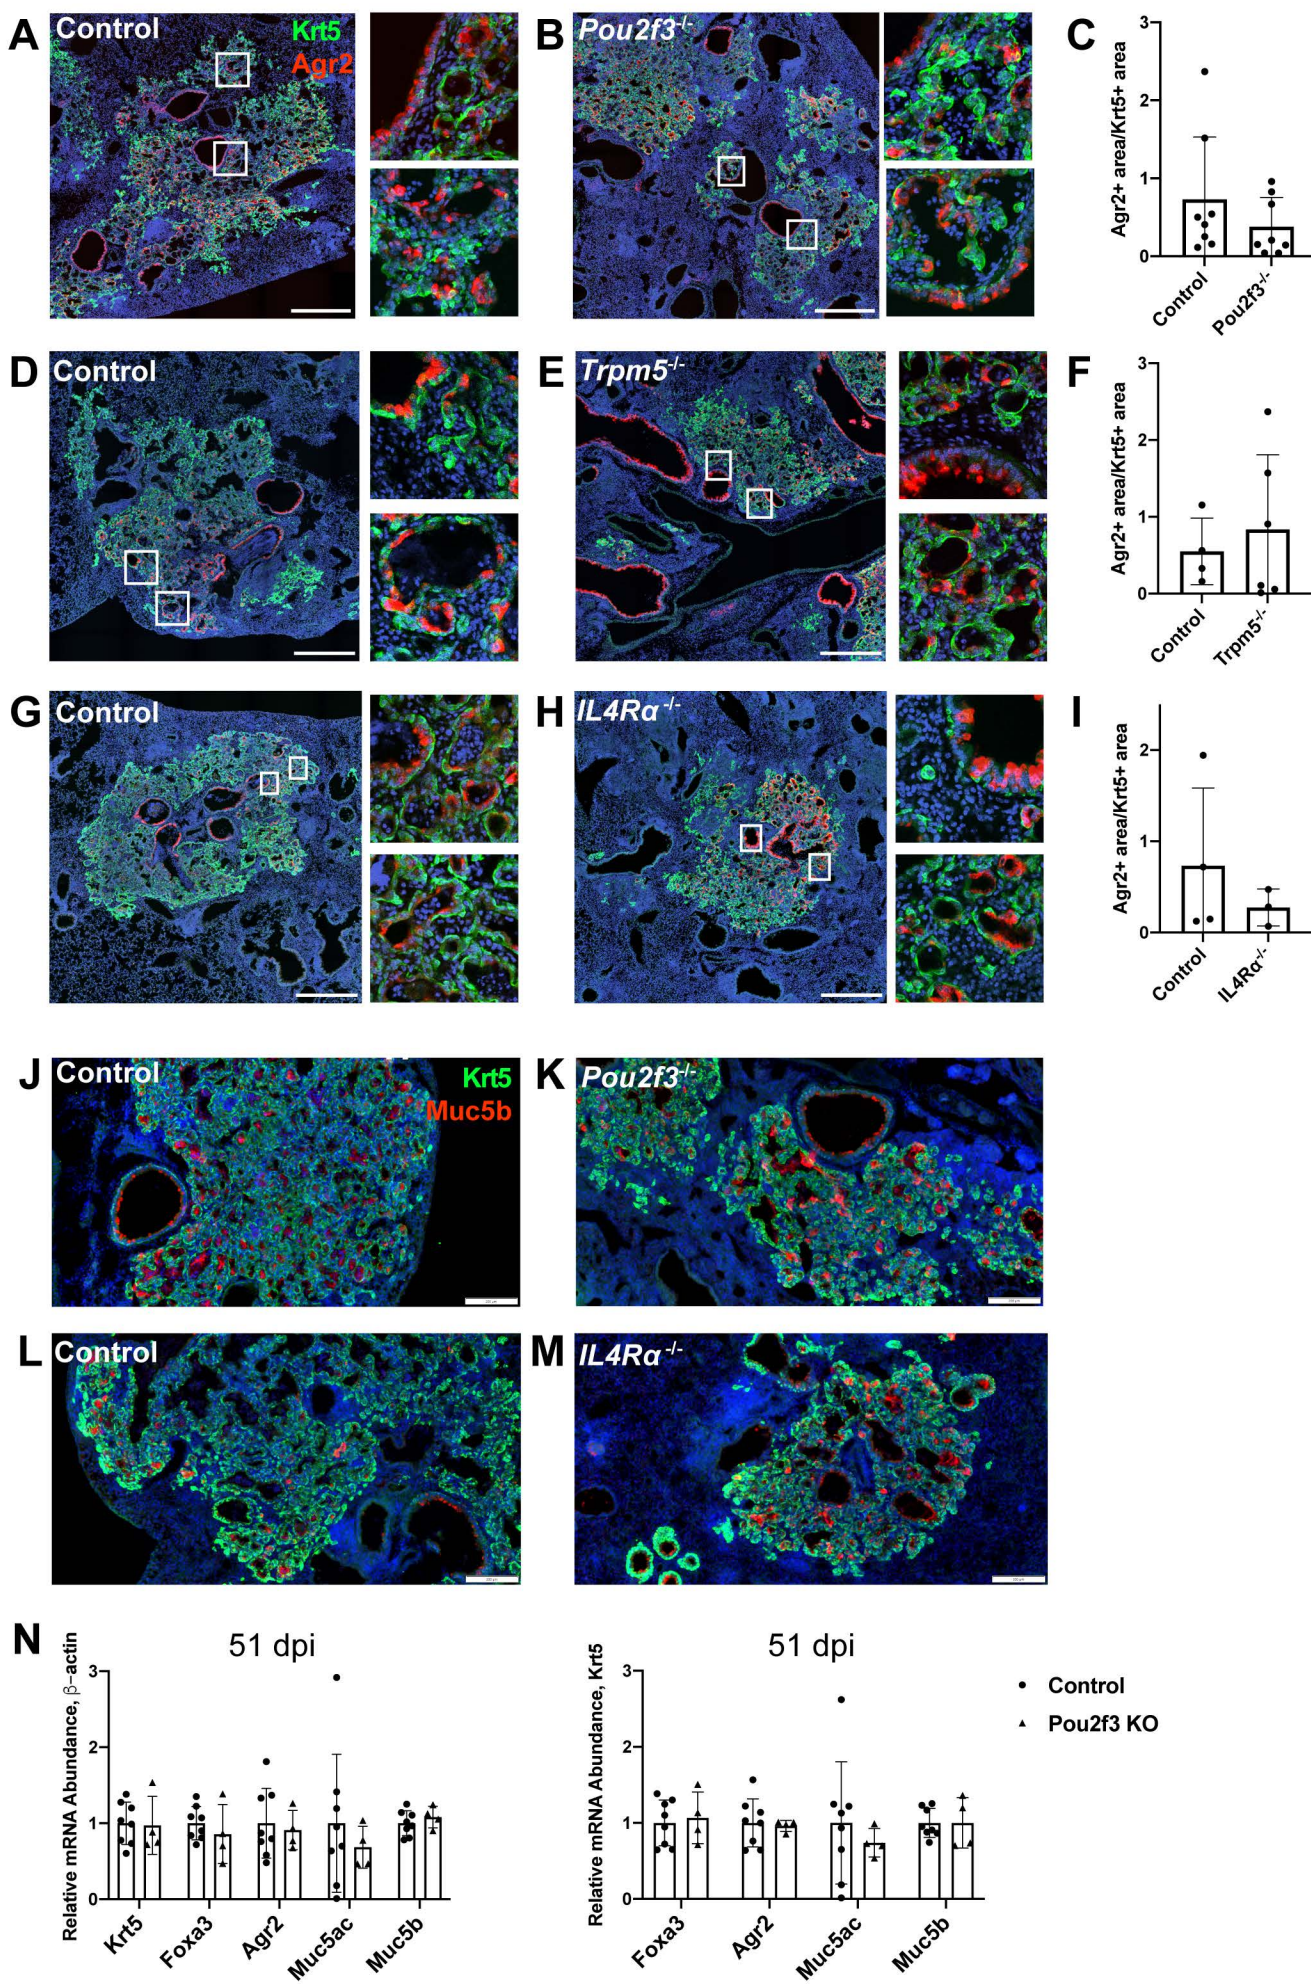 A Control Krt5
Agr2
B Pou2f3-/-
C
Agr2+ area/Krt5+ area
3
2
1
0
Control
Pou2f3-/-
D Control
E Trpm5-/-
F
Agr2+ area/Krt5+ area
3
2
1
0
Control
Trpm5-/-
G Control
H IL4Rα-/-
I
Agr2+ area/Krt5+ area
2
1
0
Control
IL4Rα-/-
J Control Krt5
Muc5b
K Pou2f3-/-
L Control
M IL4Rα-/-
N
51 dpi
Relative mRNA Abundance, β-actin
3
2
1
0
Krt5
Foxa3
Agr2
Muc5ac
Muc5b
51 dpi
Relative mRNA Abundance, Krt5
3
2
1
0
Foxa3
Agr2
Muc5ac
Muc5b
Control
Pou2f3 KO